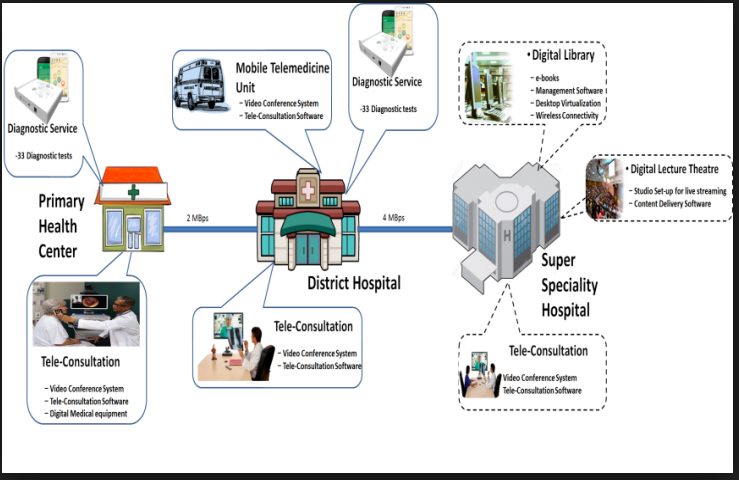 Diagnostic Service
-33 Diagnostic tests
Mobile Telemedicine
Unit
– Video Conference System
– Tele-Consultation Software
Diagnostic Service
-33 Diagnostic tests
• Digital Library
– e-books
– Management Software
– Desktop Virtualization
– Wireless Connectivity
• Digital Lecture Theatre
– Studio Set-up for live streaming
– Content Delivery Software
Primary
Health
Center
2 MBps
District Hospital
4 MBps
H
Super
Speciality
Hospital
Tele-Consultation
– Video Conference System
– Tele-Consultation Software
– Digital Medical equipment
Tele-Consultation
– Video Conference System
– Tele-Consultation Software
Tele-Consultation
Video Conference System
Tele-Consultation Software